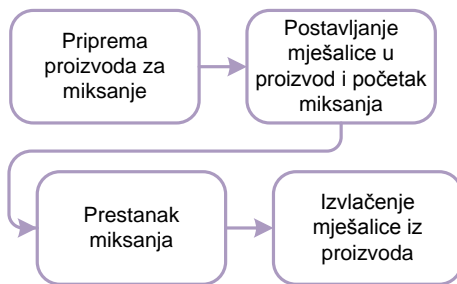 Priprema
proizvoda za
miksanje
Postavljanje
mješalice u
proizvod i početak
miksanja
Prestanak
miksanja
Izvlačenje
mješalice iz
proizvoda